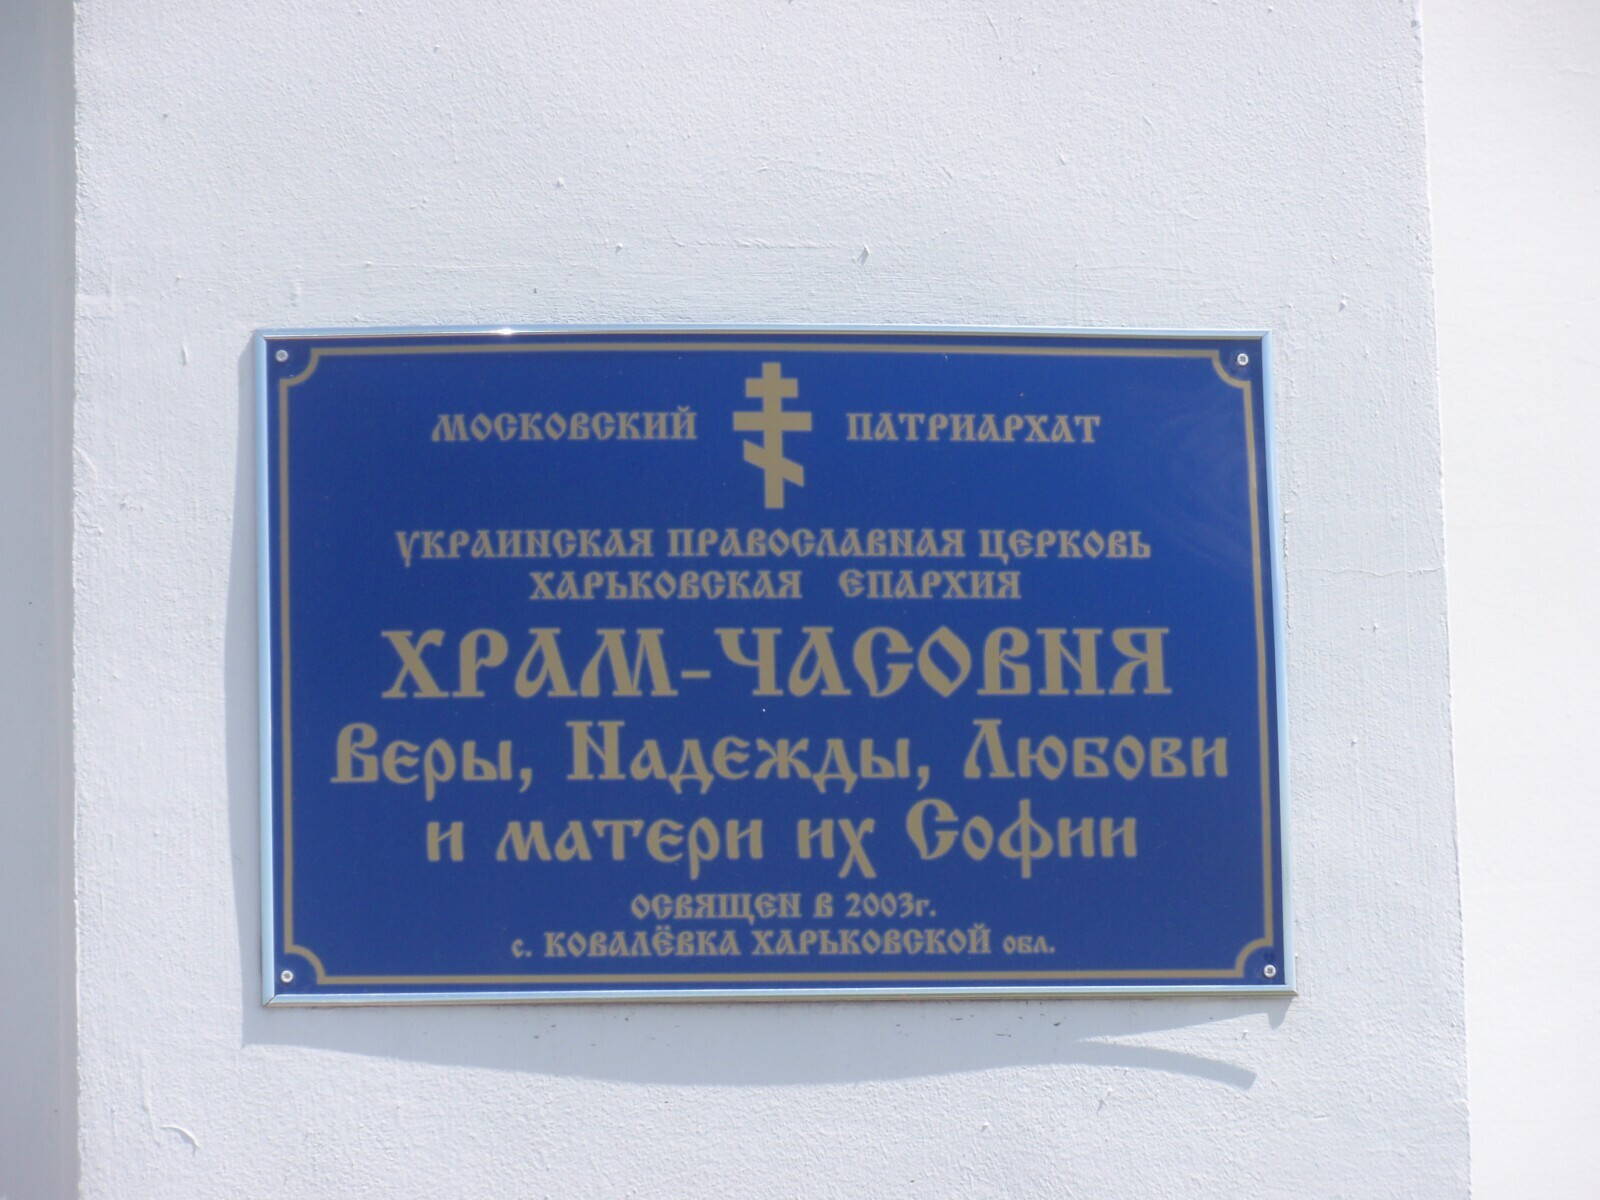 МОСКОВСКИЙ ПАТРИАРХАТ
УКРАИНСКАЯ ПРАВОСЛАВНАЯ ЦЕРКОВЬ
ХАРЬКОВСКАЯ ЕПАРХИЯ
ХРАМ-ЧАСОВНЯ
Веры, Надежды, Любови
и матери их Софии
ОСВЯЩЕН В 2003г.
с. КОВАЛЁВКА ХАРЬКОВСКОЙ ОБЛ.